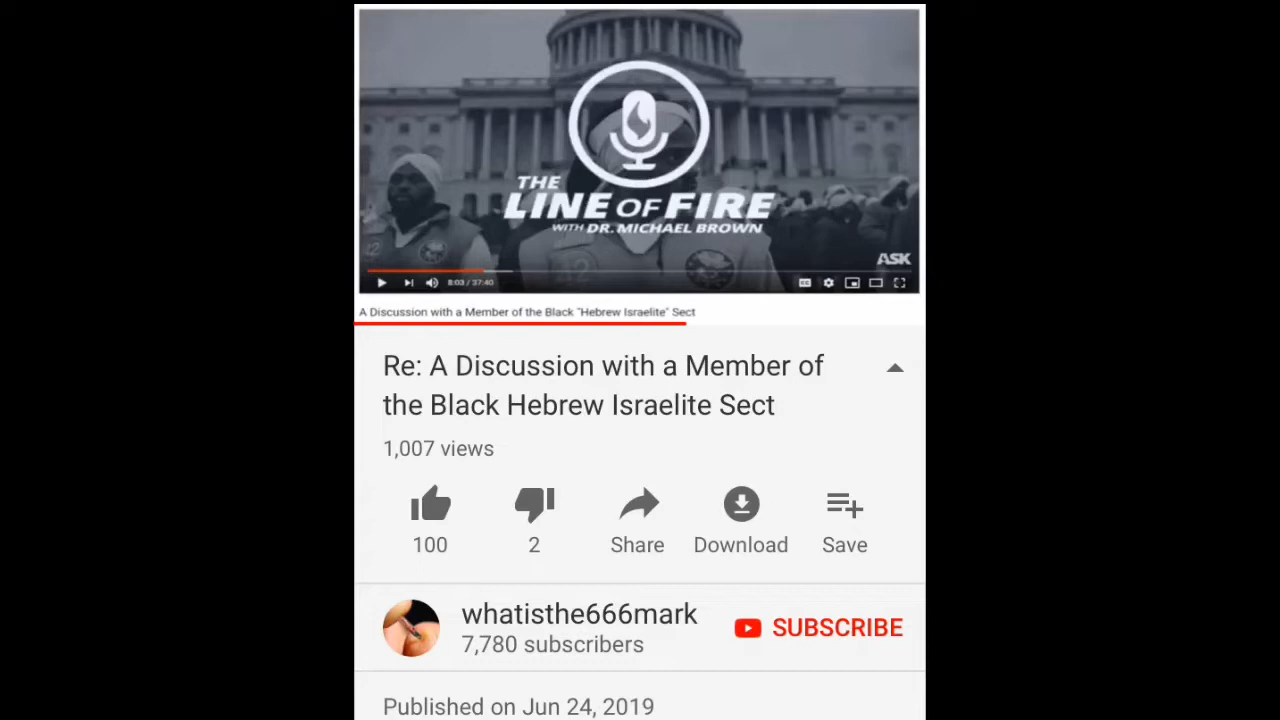 THE
LINE OF FIRE
WITH DR. MICHAEL BROWN
ASK
8:03 / 37:40
A Discussion with a Member of the Black "Hebrew Israelite" Sect
Re: A Discussion with a Member of
the Black Hebrew Israelite Sect
1,007 views
100 2 Share Download Save
whatisthe666mark
7,780 subscribers
SUBSCRIBE
Published on Jun 24, 2019